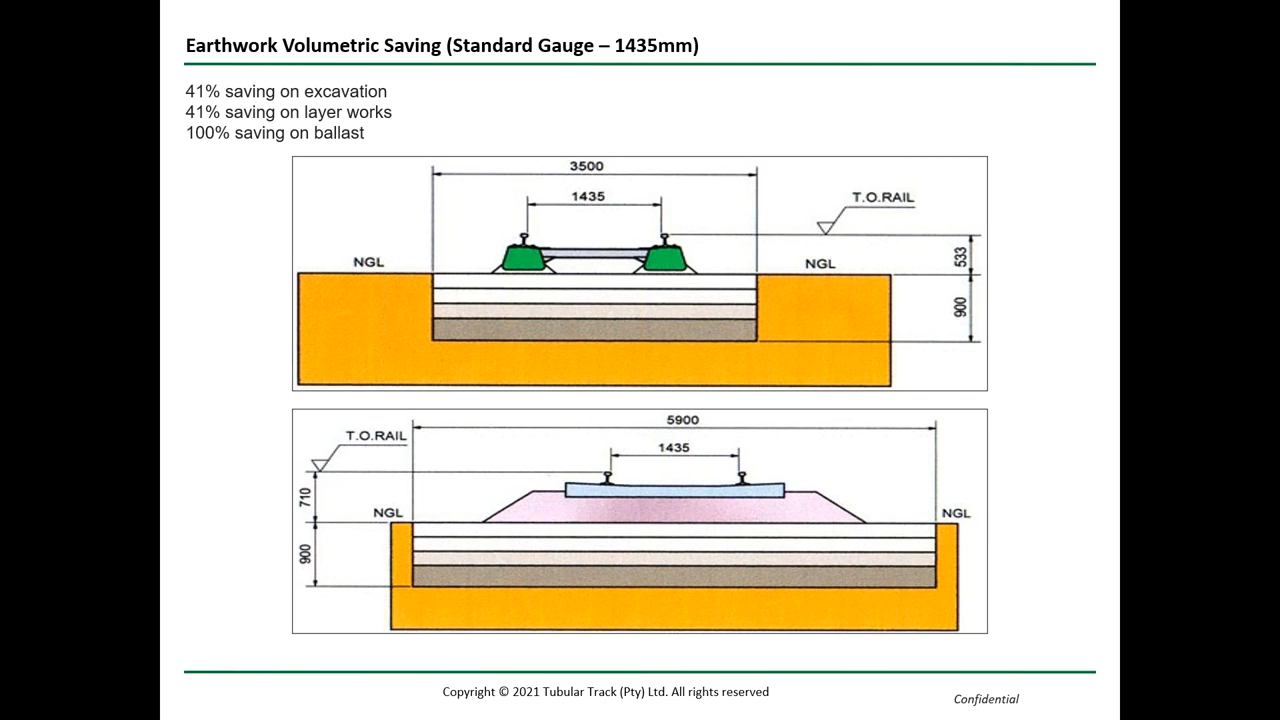 Earthwork Volumetric Saving (Standard Gauge – 1435mm)
41% saving on excavation
41% saving on layer works
100% saving on ballast
3500
1435
T.O.RAIL
NGL
NGL
533
900
5900
T.O.RAIL
1435
710
NGL
NGL
900
Copyright © 2021 Tubular Track (Pty) Ltd. All rights reserved
Confidential